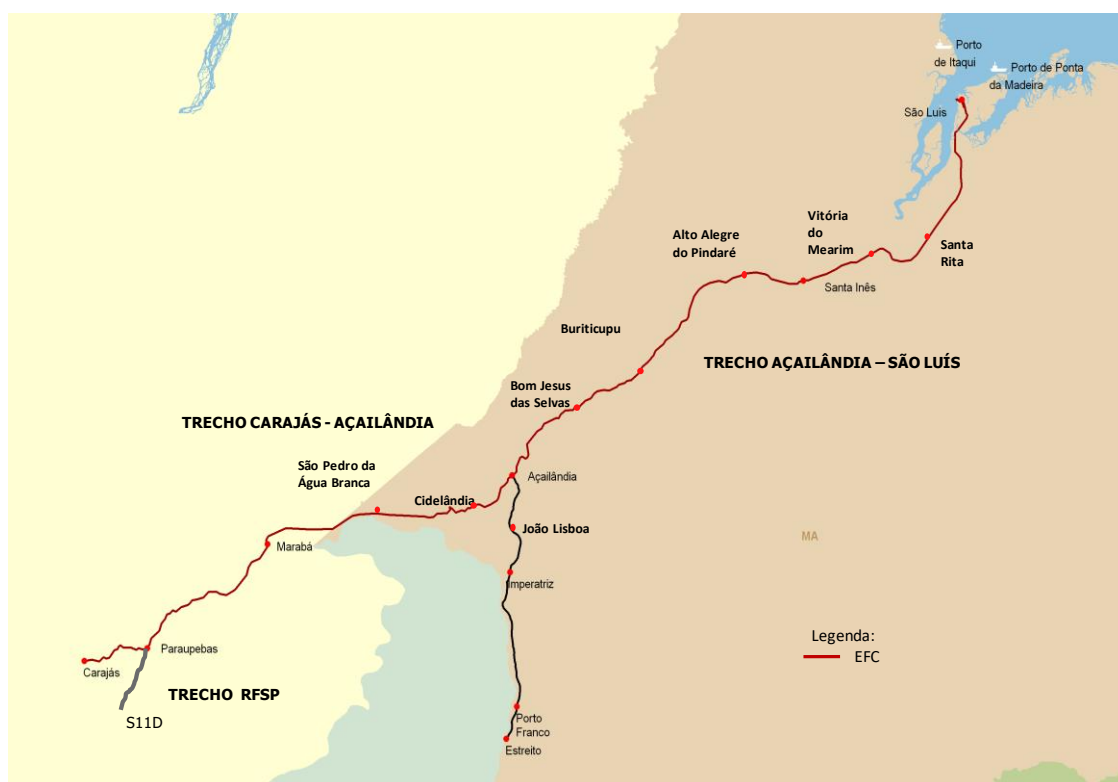 Porto
de Itaqui
Porto de Ponta
da Madeira
São Luis
Vitória
do
Mearim
Alto Alegre
do Pindaré
Santa
Rita
Santa Inês
Buriticupu
TRECHO AÇAILÂNDIA – SÃO LUÍS
Bom Jesus
das Selvas
TRECHO CARAJÁS - AÇAILÂNDIA
São Pedro da
Água Branca
Açailândia
Cidelândia
João Lisboa
MA
Marabá
Imperatriz
Legenda:
EFC
Paraupebas
Carajás
TRECHO RFSP
S11D
Porto
Franco
Estreito